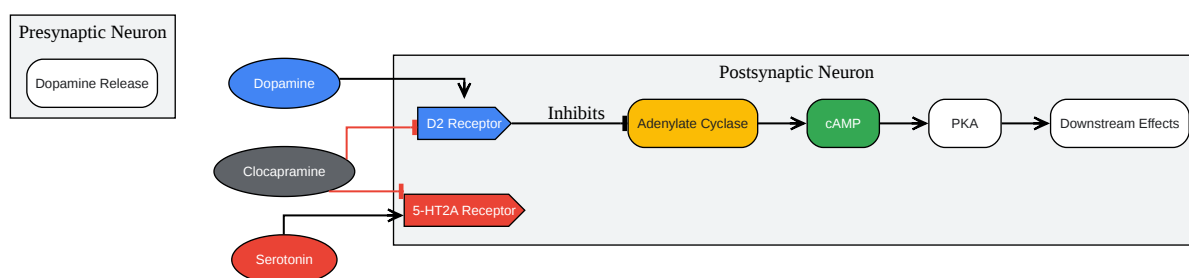 Presynaptic Neuron
Dopamine Release
Dopamine
Postsynaptic Neuron
D2 Receptor
Inhibits
Adenylate Cyclase
cAMP
PKA
Downstream Effects
Clocapramine
5-HT2A Receptor
Serotonin